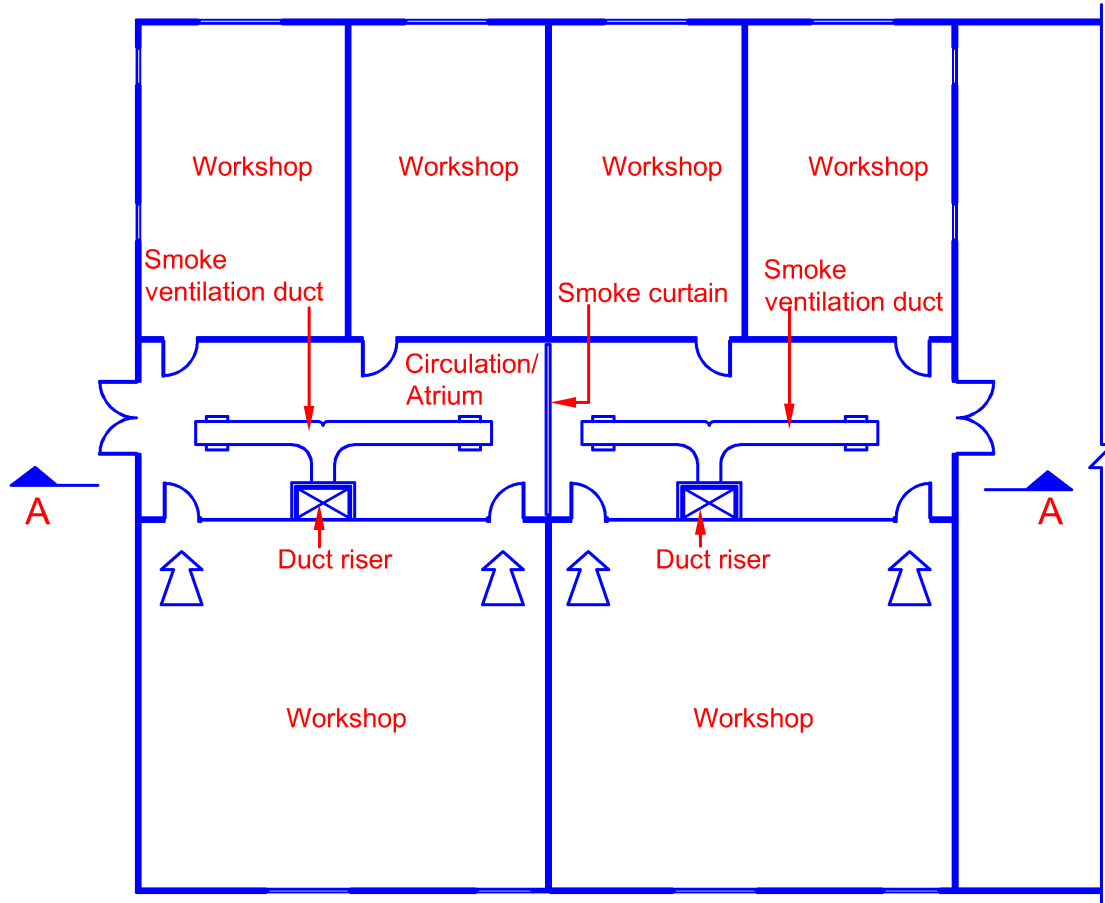 Workshop
Workshop
Workshop
Workshop
Smoke
ventilation duct
Smoke curtain
Smoke
ventilation duct
Circulation/
Atrium
A
A
Duct riser
Duct riser
Workshop
Workshop